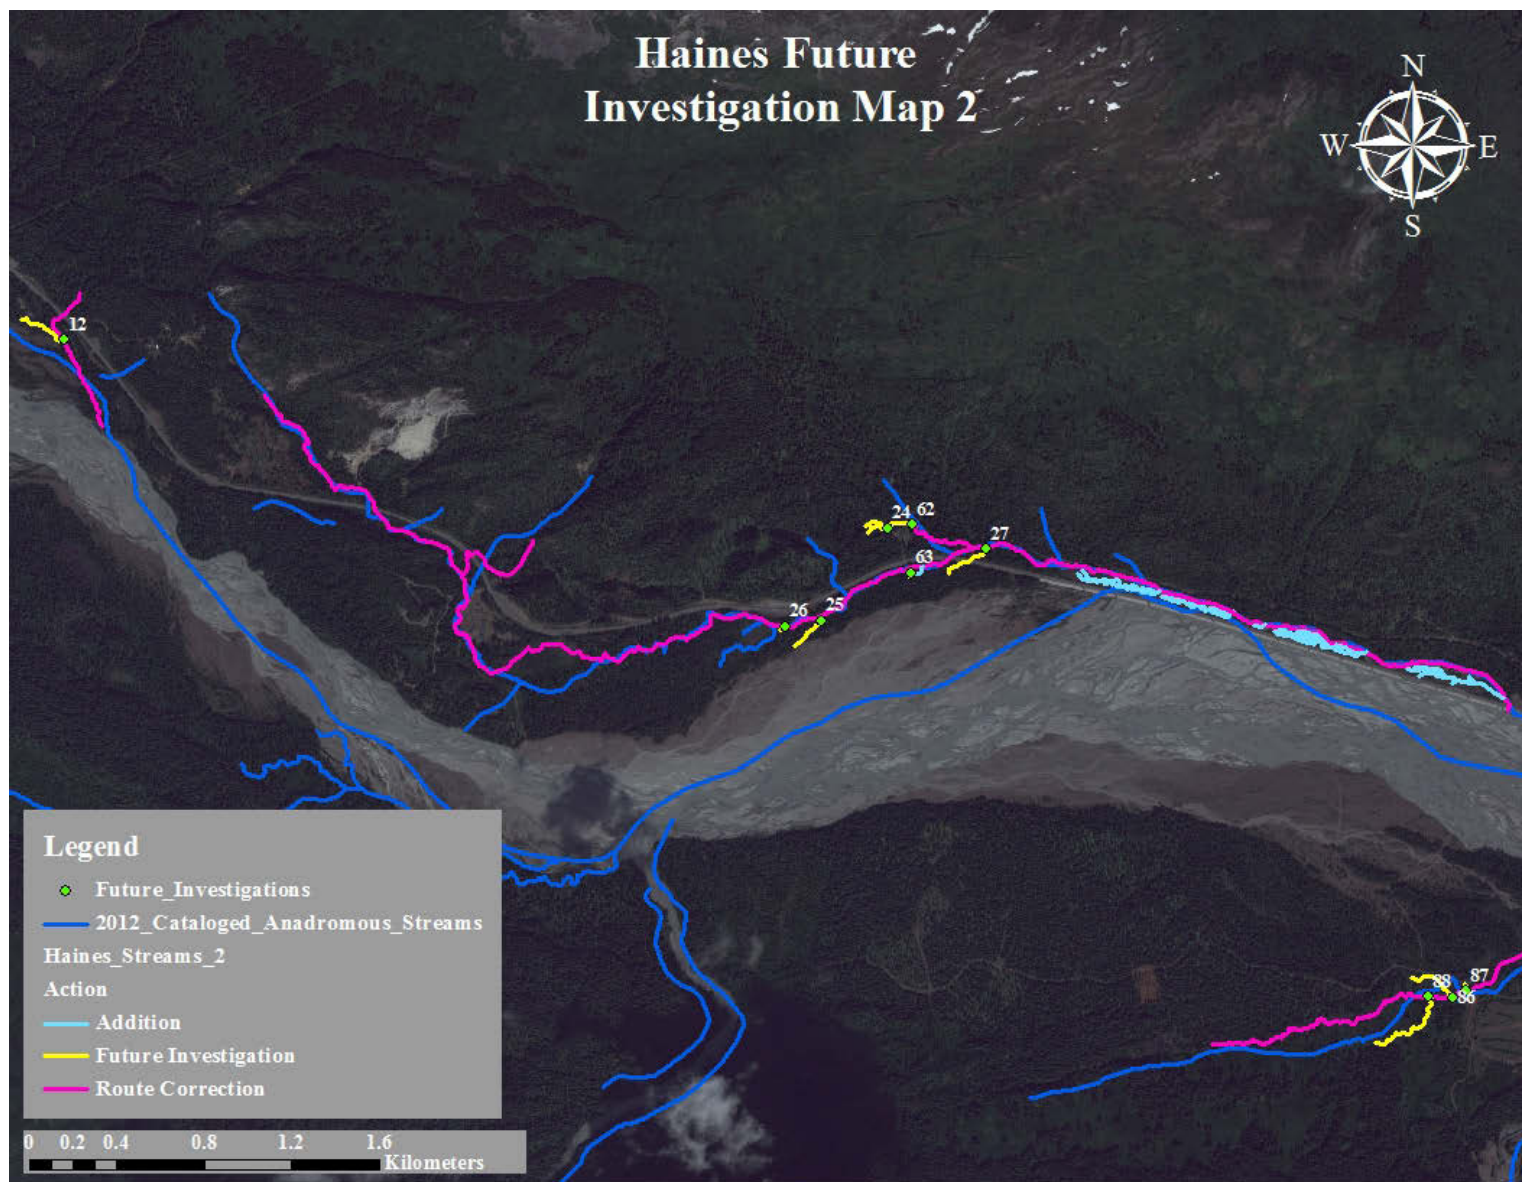 Haines Future
Investigation Map 2
N
W E
S
12
24 62
27
63
26 25
87
88
86
Legend
Future_Investigations
2012_Cataloged_Anadromous_Streams
Haines_Streams_2
Action
Addition
Future Investigation
Route Correction
0 0.2 0.4 0.8 1.2 1.6
Kilometers